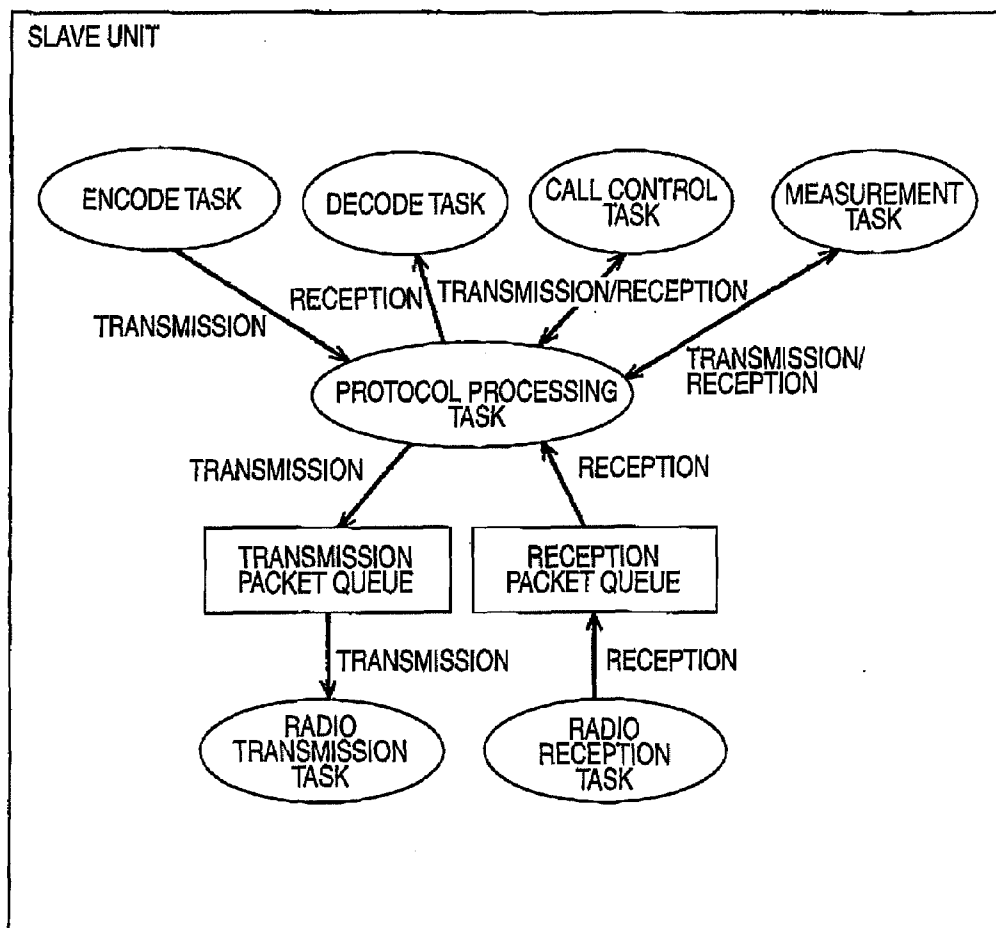 SLAVE UNIT
ENCODE TASK
DECODE TASK
CALL CONTROL
TASK
MEASUREMENT
TASK
TRANSMISSION
RECEPTION
TRANSMISSION/RECEPTION
TRANSMISSION/
RECEPTION
PROTOCOL PROCESSING
TASK
TRANSMISSION
RECEPTION
TRANSMISSION
PACKET QUEUE
RECEPTION
PACKET QUEUE
TRANSMISSION
RECEPTION
RADIO
TRANSMISSION
TASK
RADIO
RECEPTION
TASK